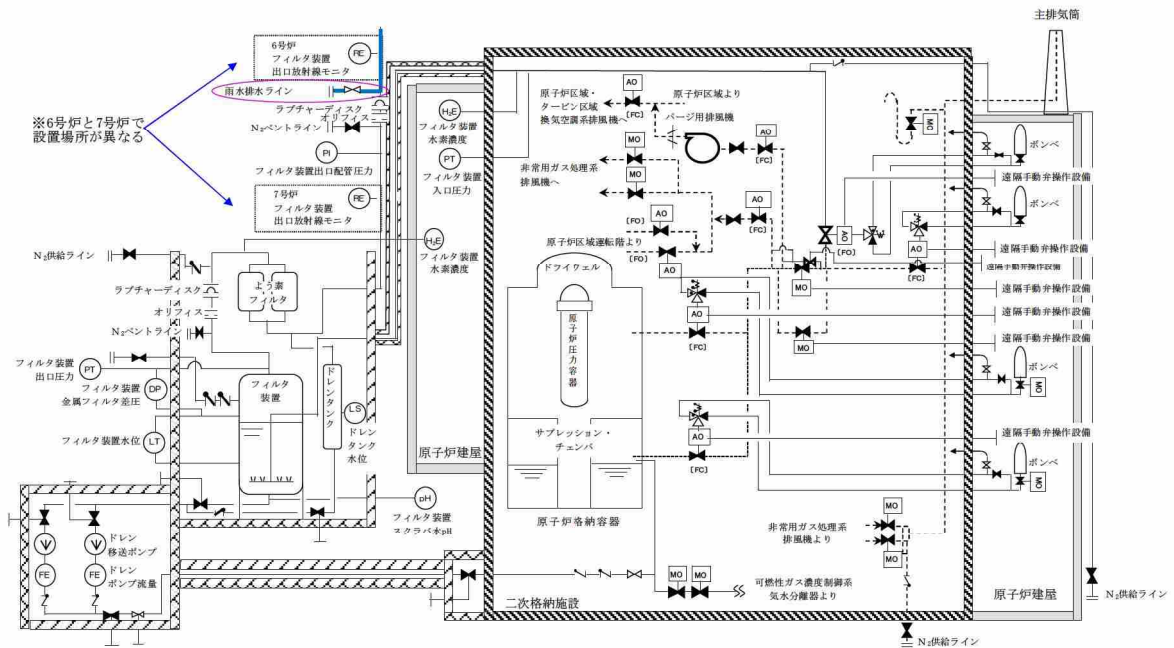 主排気筒
6号炉
フィルタ装置
出口放射線モニタ
RE
雨水排水ライン
ラプチャーディスク
オリフィス
N₂ベントライン
※6号炉と7号炉で
設置場所が異なる
PI
フィルタ装置出口配管圧力
7号炉
フィルタ装置
出口放射線モニタ
RE
H₂E
フィルタ装置
水素濃度
PT
フィルタ装置
入口圧力
H₂E
フィルタ装置
水素濃度
N₂供給ライン
ラプチャーディスク
オリフィス
N₂ベントライン
よう素
フィルタ
フィルタ装置
出口圧力
PT
フィルタ装置
金属フィルタ差圧
DP
フィルタ装置水位
LT
フィルタ
装置
ドレンタンク
LS
ドレン
タンク
水位
原子炉建屋
pH
フィルタ装置
スクラバ水pH
ドレン
移送ポンプ
FE
FE
ドレン
ポンプ流量
原子炉区域・
タービン区域
換気空調系排風機へ
AO
[FC]
原子炉区域より
パージ用排風機
AO
[FC]
MO
非常用ガス処理系
排風機へ
MO
AO
[FO]
AO
[FC]
原子炉区域運転階より
[FO]
AO
ドライウェル
原子炉圧力容器
サプレッション・
チェンバ
原子炉格納容器
AO
[FC]
AO
[FC]
MO
AO
[FO]
AO
[FC]
MO
MO
ボンベ
遠隔手動弁操作設備
ボンベ
遠隔手動弁操作設備
遠隔手動弁操作設備
遠隔手動弁操作設備
遠隔手動弁操作設備
遠隔手動弁操作設備
遠隔手動弁操作設備
ボンベ
MO
遠隔手動弁操作設備
ボンベ
MO
非常用ガス処理系
排風機より
MO
MO
MO
MO
可燃性ガス濃度制御系
気水分離器より
二次格納施設
原子炉建屋
N₂供給ライン
N₂供給ライン